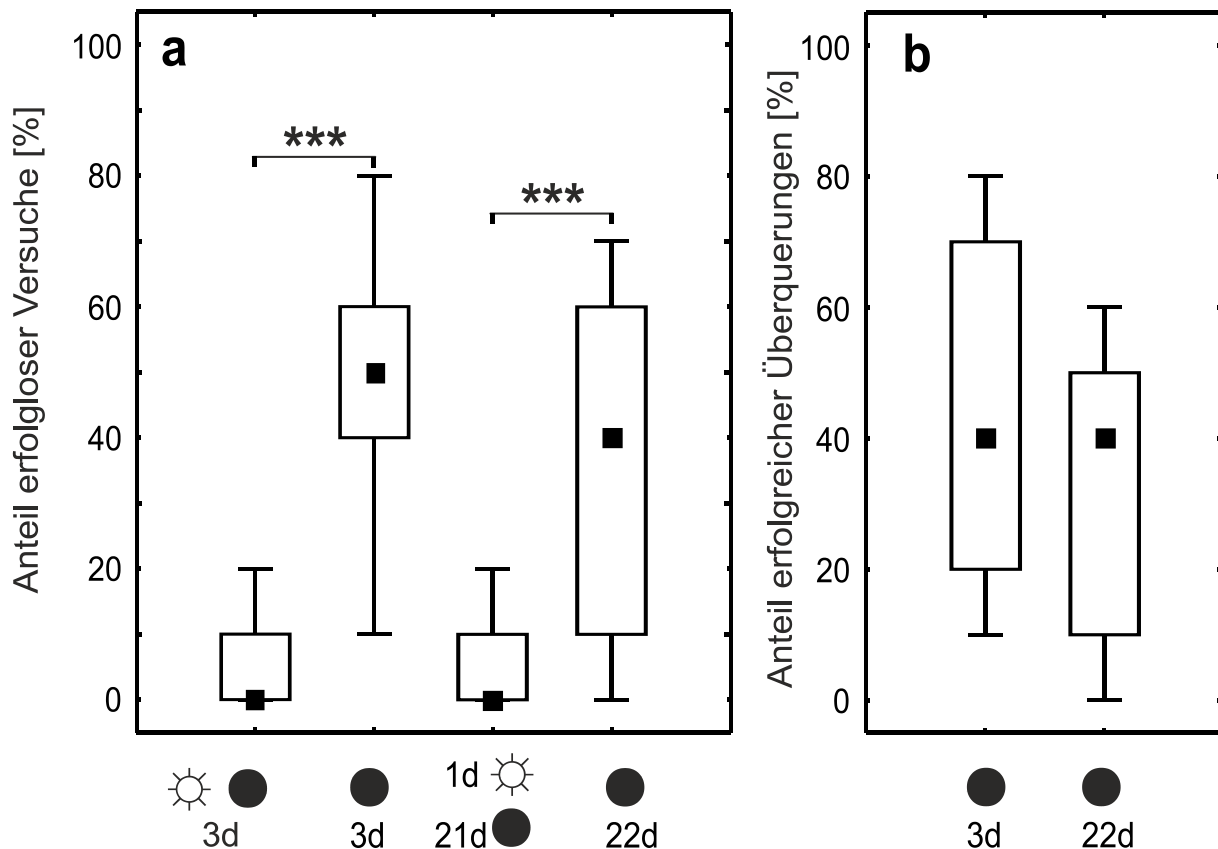 a
Anteil erfolgloser Versuche [%]
100
80
60
40
20
0
***
***
3d
3d
1d
21d
22d
b
Anteil erfolgreicher Überquerungen [%]
100
80
60
40
20
0
3d
22d